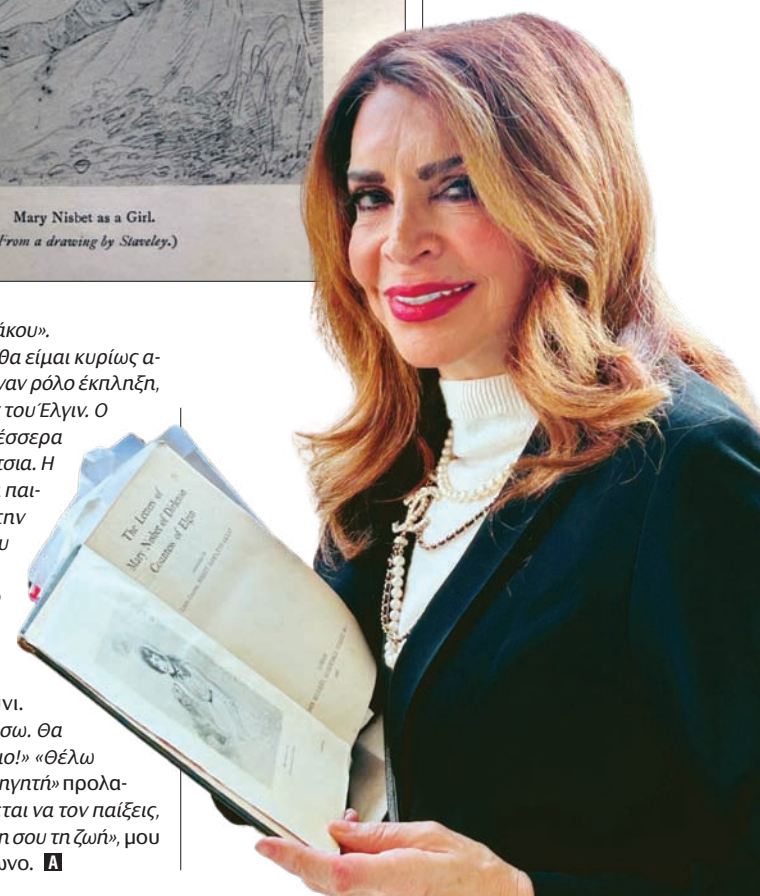 Mary Nisbet as a Girl.
From a drawing by Staveley.)
άκου».
θα είμαι κυρίως α-
ναν ρόλο έκπληξη,
του Έλγιν. Ο
έσσερα
τσια. Η
παι-
την
υ
νι.
σω. Θα
ιο!» «Θέλω
ηγητή» προλα-
εται να τον παίξεις,
η σου τη ζωή», μου
ωνο. A
The Letters of
Mary Nisbet of Dirleton
Countess of Elgin